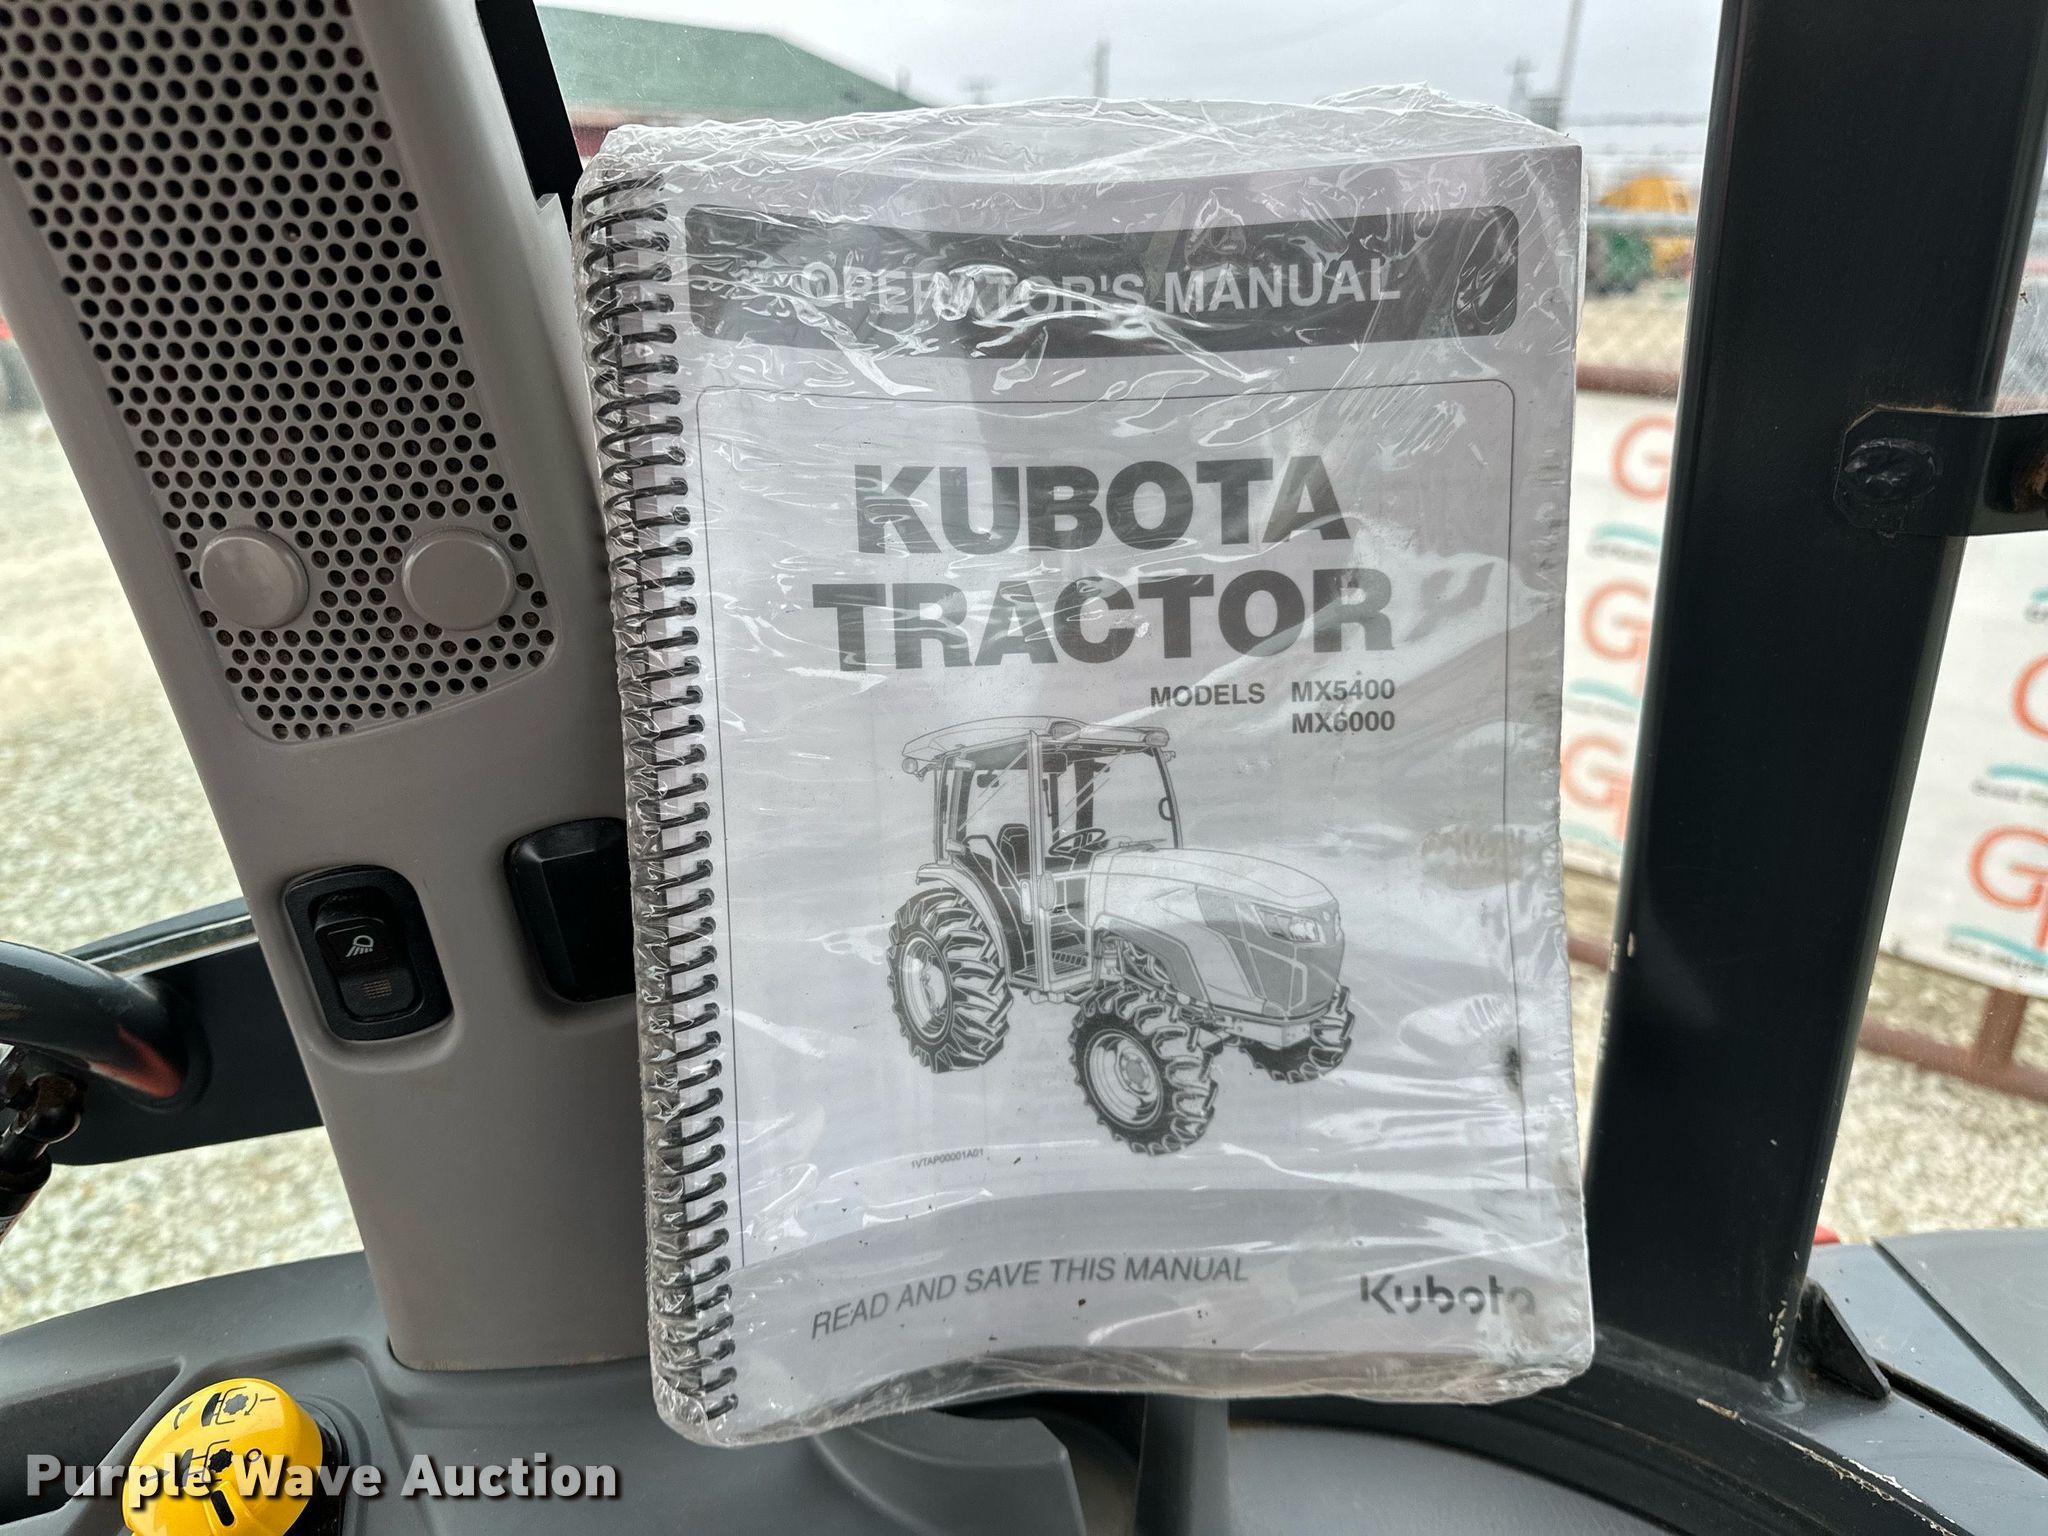 OPERATOR'S MANUAL
KUBOTA
TRACTOR
MODELS MX5400
MX6000
1VTAP00001A01
READ AND SAVE THIS MANUAL
Kubota
Purple Wave Auction